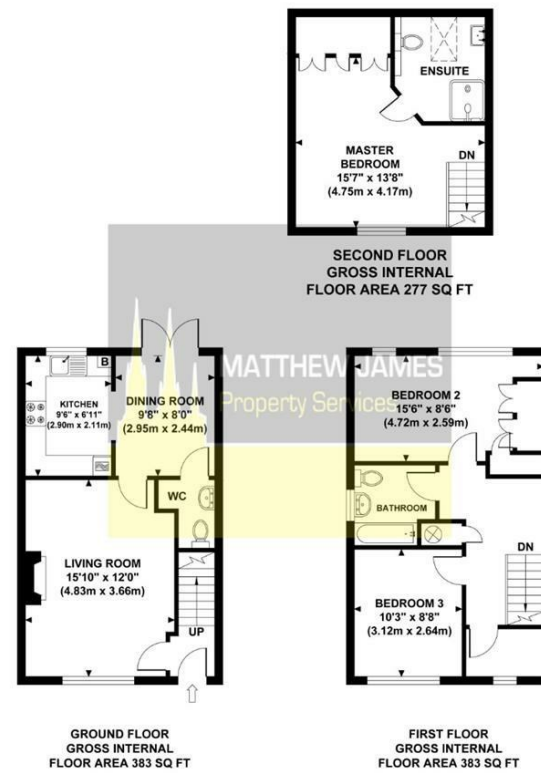 ENSUITE
MASTER
BEDROOM
15'7" x 13'8"
(4.75m x 4.17m)
DN
SECOND FLOOR
GROSS INTERNAL
FLOOR AREA 277 SQ FT
MATTHEW JAMES
Property Services
B
KITCHEN
9'6" x 6'11"
(2.90m x 2.11m)
DINING ROOM
9'8" x 8'0"
(2.95m x 2.44m)
WC
LIVING ROOM
15'10" x 12'0"
(4.83m x 3.66m)
UP
GROUND FLOOR
GROSS INTERNAL
FLOOR AREA 383 SQ FT
BEDROOM 2
15'6" x 8'6"
(4.72m x 2.59m)
BATHROOM
DN
BEDROOM 3
10'3" x 8'8"
(3.12m x 2.64m)
FIRST FLOOR
GROSS INTERNAL
FLOOR AREA 383 SQ FT